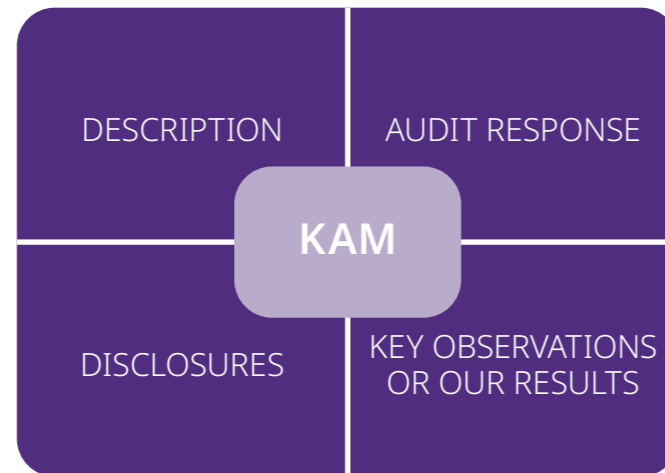 DESCRIPTION
AUDIT RESPONSE
KAM
DISCLOSURES
KEY OBSERVATIONS
OR OUR RESULTS